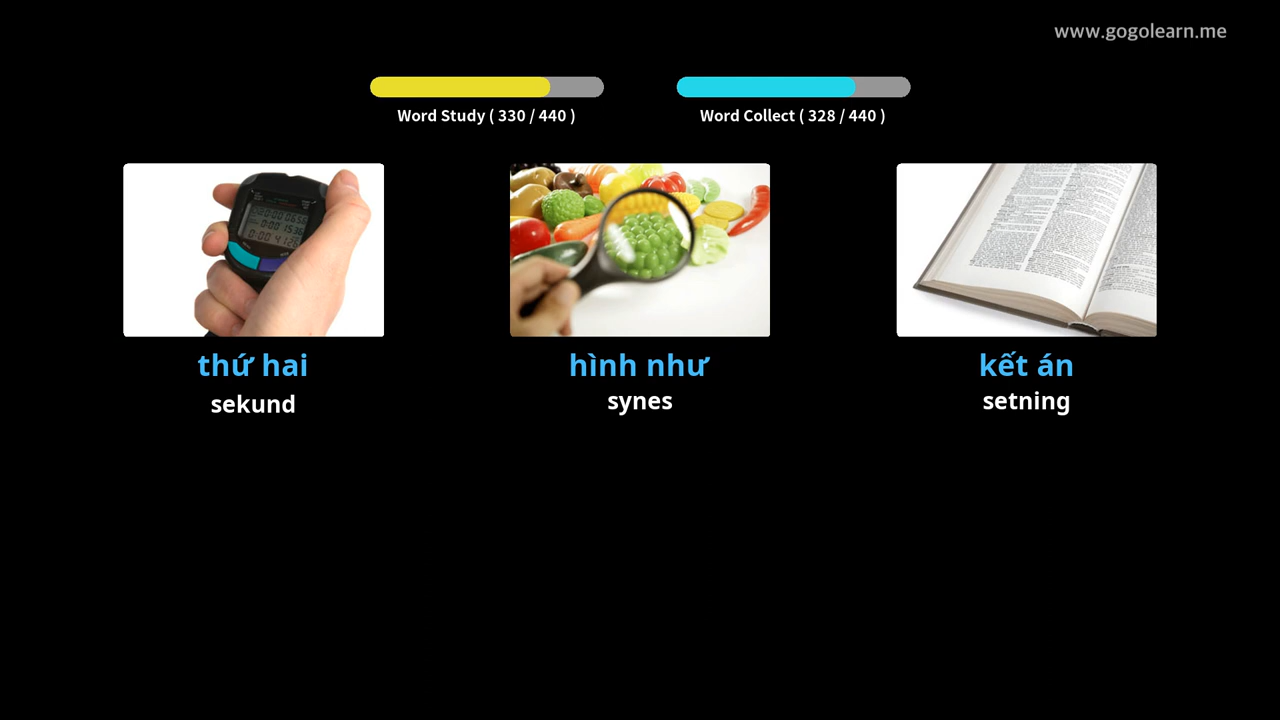 www.gogolearn.me
Word Study ( 330 / 440 )
Word Collect ( 328 / 440 )
thứ hai
hình như
kết án
sekund
synes
setning